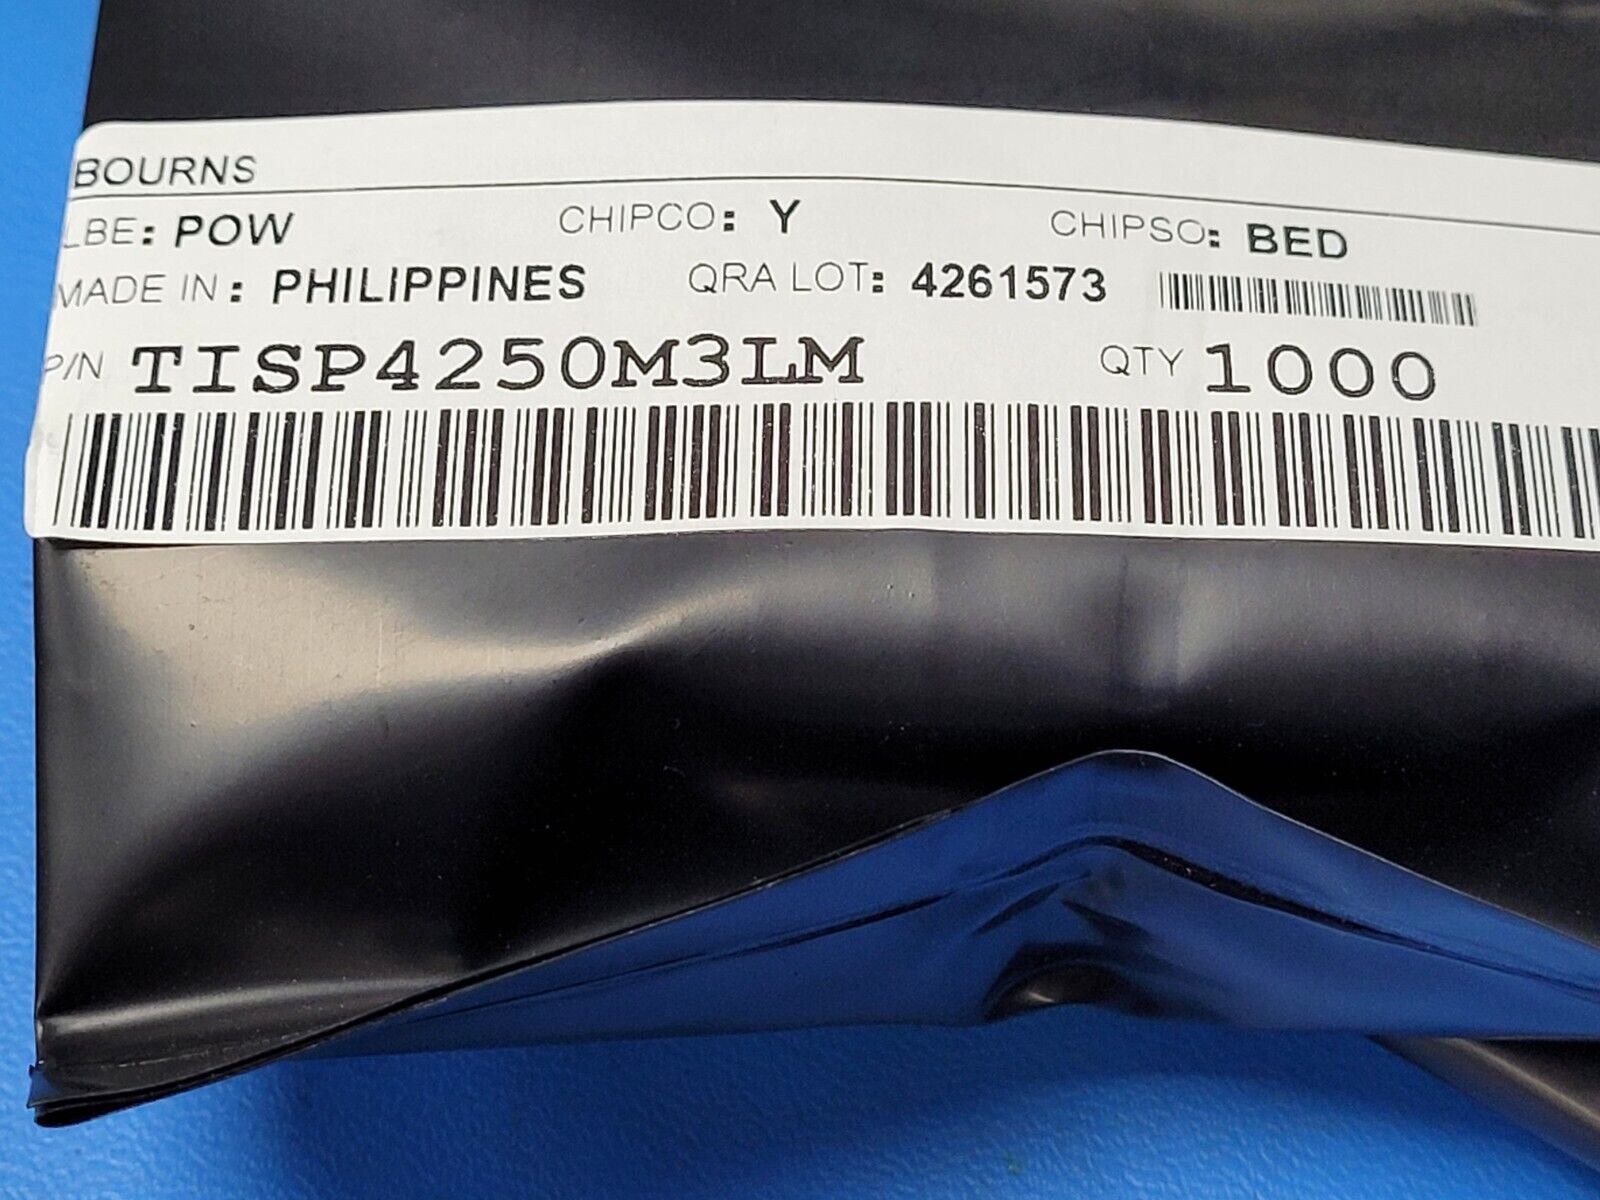 BOURNS
LBE: POW CHIPCO: Y CHIPSO: BED
MADE IN: PHILIPPINES QRA LOT: 4261573
P/N TISP4250M3LM QTY 1000